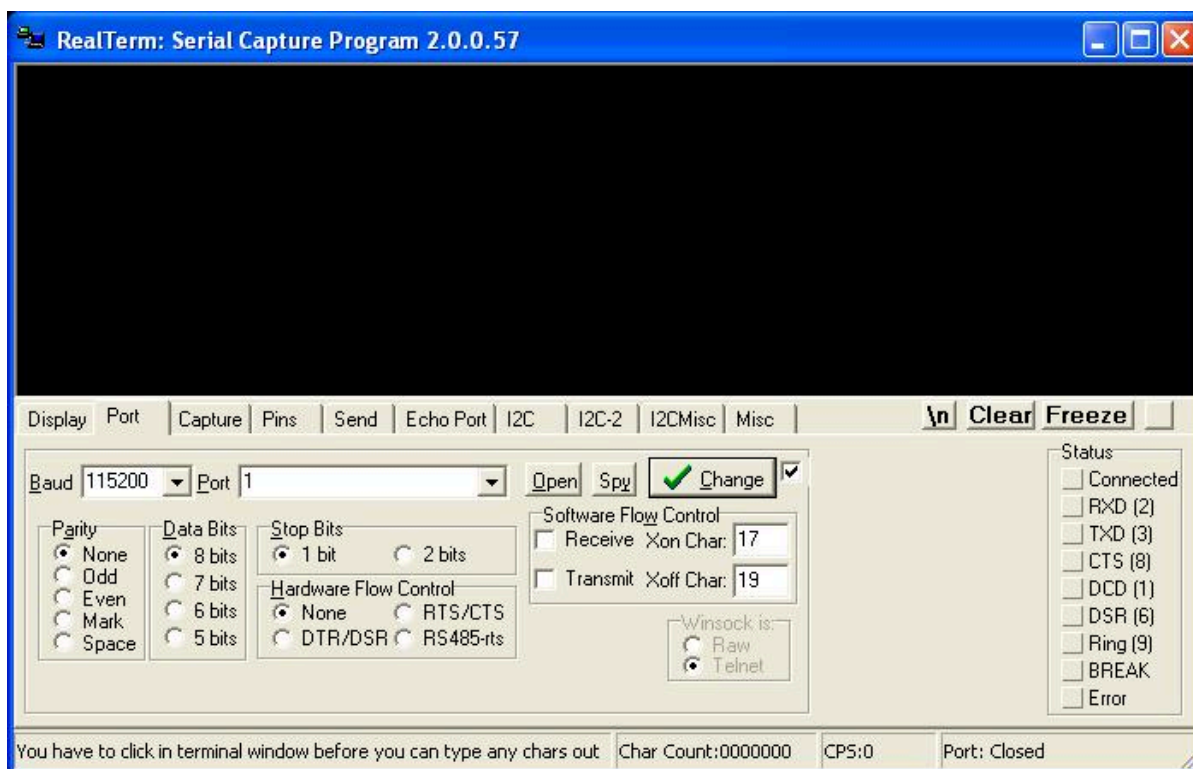 RealTerm: Serial Capture Program 2.0.0.57
Display Port Capture Pins Send Echo Port I2C I2C-2 I2CMisc Misc \n Clear Freeze
Baud 115200 Port 1 Open Spy Change
Parity
None
Odd
Even
Mark
Space
Data Bits
8 bits
7 bits
6 bits
5 bits
Stop Bits
1 bit 2 bits
Hardware Flow Control
None RTS/CTS
DTR/DSR RS485-rts
Software Flow Control
Receive Xon Char: 17
Transmit Xoff Char: 19
Winsock is:
Raw
Telnet
Status
Connected
RXD (2)
TXD (3)
CTS (8)
DCD (1)
DSR (6)
Ring (9)
BREAK
Error
You have to click in terminal window before you can type any chars out Char Count:0000000 CPS:0 Port: Closed